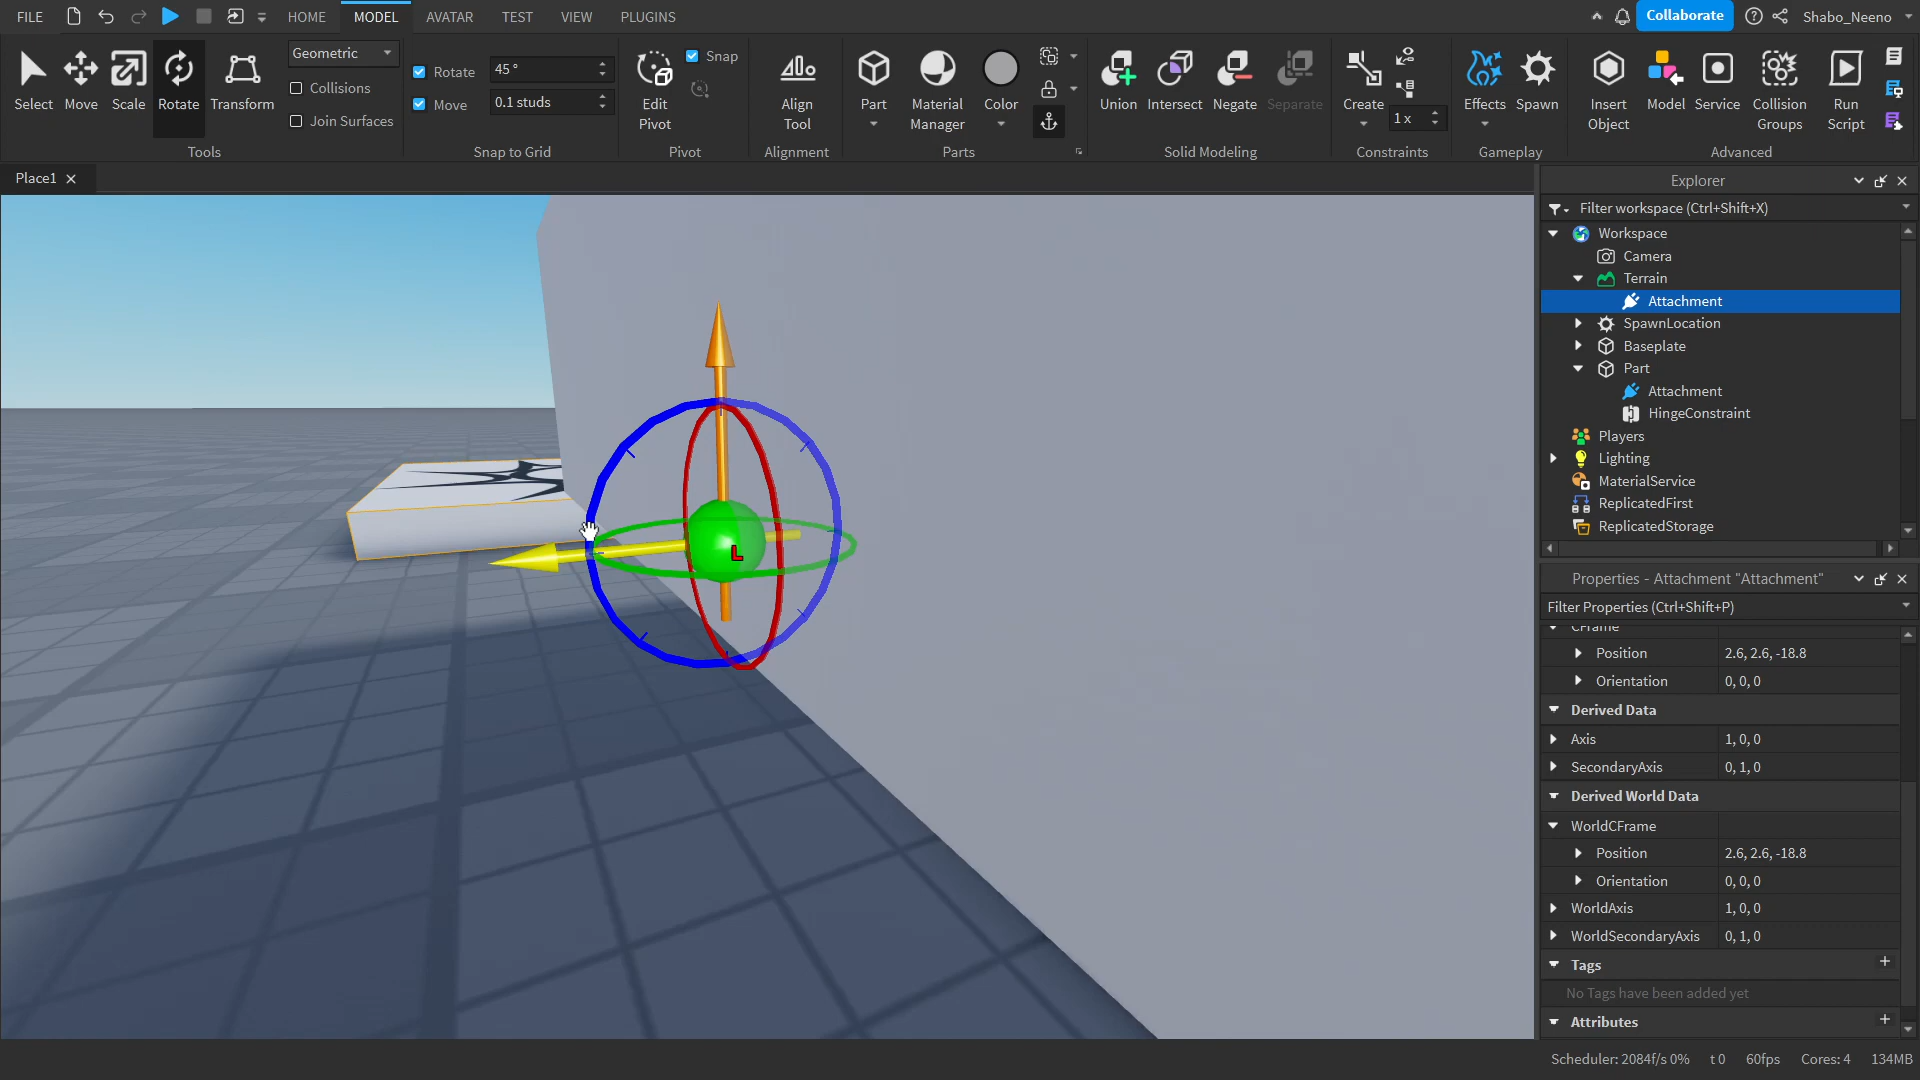 FILE HOME MODEL AVATAR TEST VIEW PLUGINS Collaborate Shabo_Neeno
Select Move Scale Rotate Transform
Geometric
Collisions
Join Surfaces
Tools
Rotate 45 °
Move 0.1 studs
Snap to Grid
Edit
Pivot
Snap
Pivot
Align
Tool
Alignment
Part
Material
Manager
Color
Parts
Union Intersect Negate Separate
Solid Modeling
Create
1 x
Constraints
Effects Spawn
Gameplay
Insert
Object
Model Service
Collision
Groups
Run
Script
Advanced
Place1
L
Explorer
Filter workspace (Ctrl+Shift+X)
Workspace
Camera
Terrain
Attachment
SpawnLocation
Baseplate
Part
Attachment
HingeConstraint
Players
Lighting
MaterialService
ReplicatedFirst
ReplicatedStorage
Properties - Attachment "Attachment"
Filter Properties (Ctrl+Shift+P)
CFrame
Position 2.6, 2.6, -18.8
Orientation 0, 0, 0
Derived Data
Axis 1, 0, 0
SecondaryAxis 0, 1, 0
Derived World Data
WorldCFrame
Position 2.6, 2.6, -18.8
Orientation 0, 0, 0
WorldAxis 1, 0, 0
WorldSecondaryAxis 0, 1, 0
Tags +
No Tags have been added yet
Attributes +
Scheduler: 2084f/s 0% t 0 60fps Cores: 4 134MB